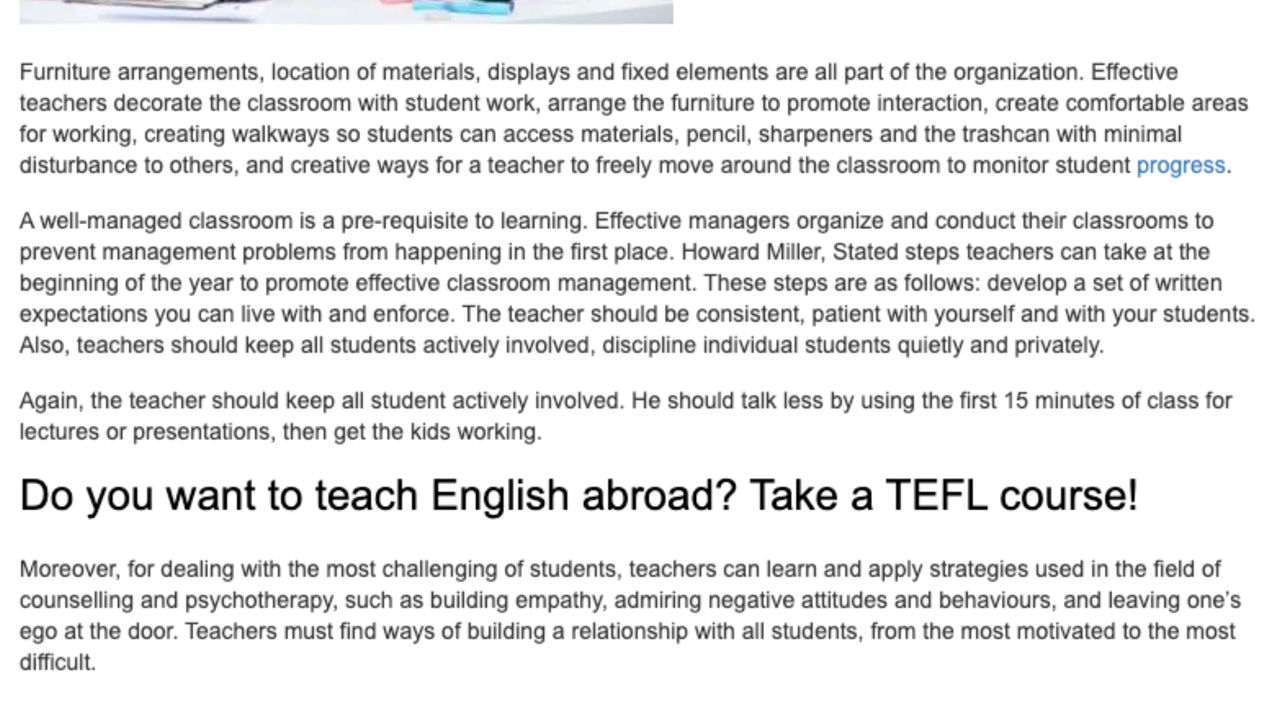 Furniture arrangements, location of materials, displays and fixed elements are all part of the organization. Effective
teachers decorate the classroom with student work, arrange the furniture to promote interaction, create comfortable areas
for working, creating walkways so students can access materials, pencil, sharpeners and the trashcan with minimal
disturbance to others, and creative ways for a teacher to freely move around the classroom to monitor student progress.
A well-managed classroom is a pre-requisite to learning. Effective managers organize and conduct their classrooms to
prevent management problems from happening in the first place. Howard Miller, Stated steps teachers can take at the
beginning of the year to promote effective classroom management. These steps are as follows: develop a set of written
expectations you can live with and enforce. The teacher should be consistent, patient with yourself and with your students.
Also, teachers should keep all students actively involved, discipline individual students quietly and privately.
Again, the teacher should keep all student actively involved. He should talk less by using the first 15 minutes of class for
lectures or presentations, then get the kids working.
Do you want to teach English abroad? Take a TEFL course!
Moreover, for dealing with the most challenging of students, teachers can learn and apply strategies used in the field of
counselling and psychotherapy, such as building empathy, admiring negative attitudes and behaviours, and leaving one's
ego at the door. Teachers must find ways of building a relationship with all students, from the most motivated to the most
difficult.